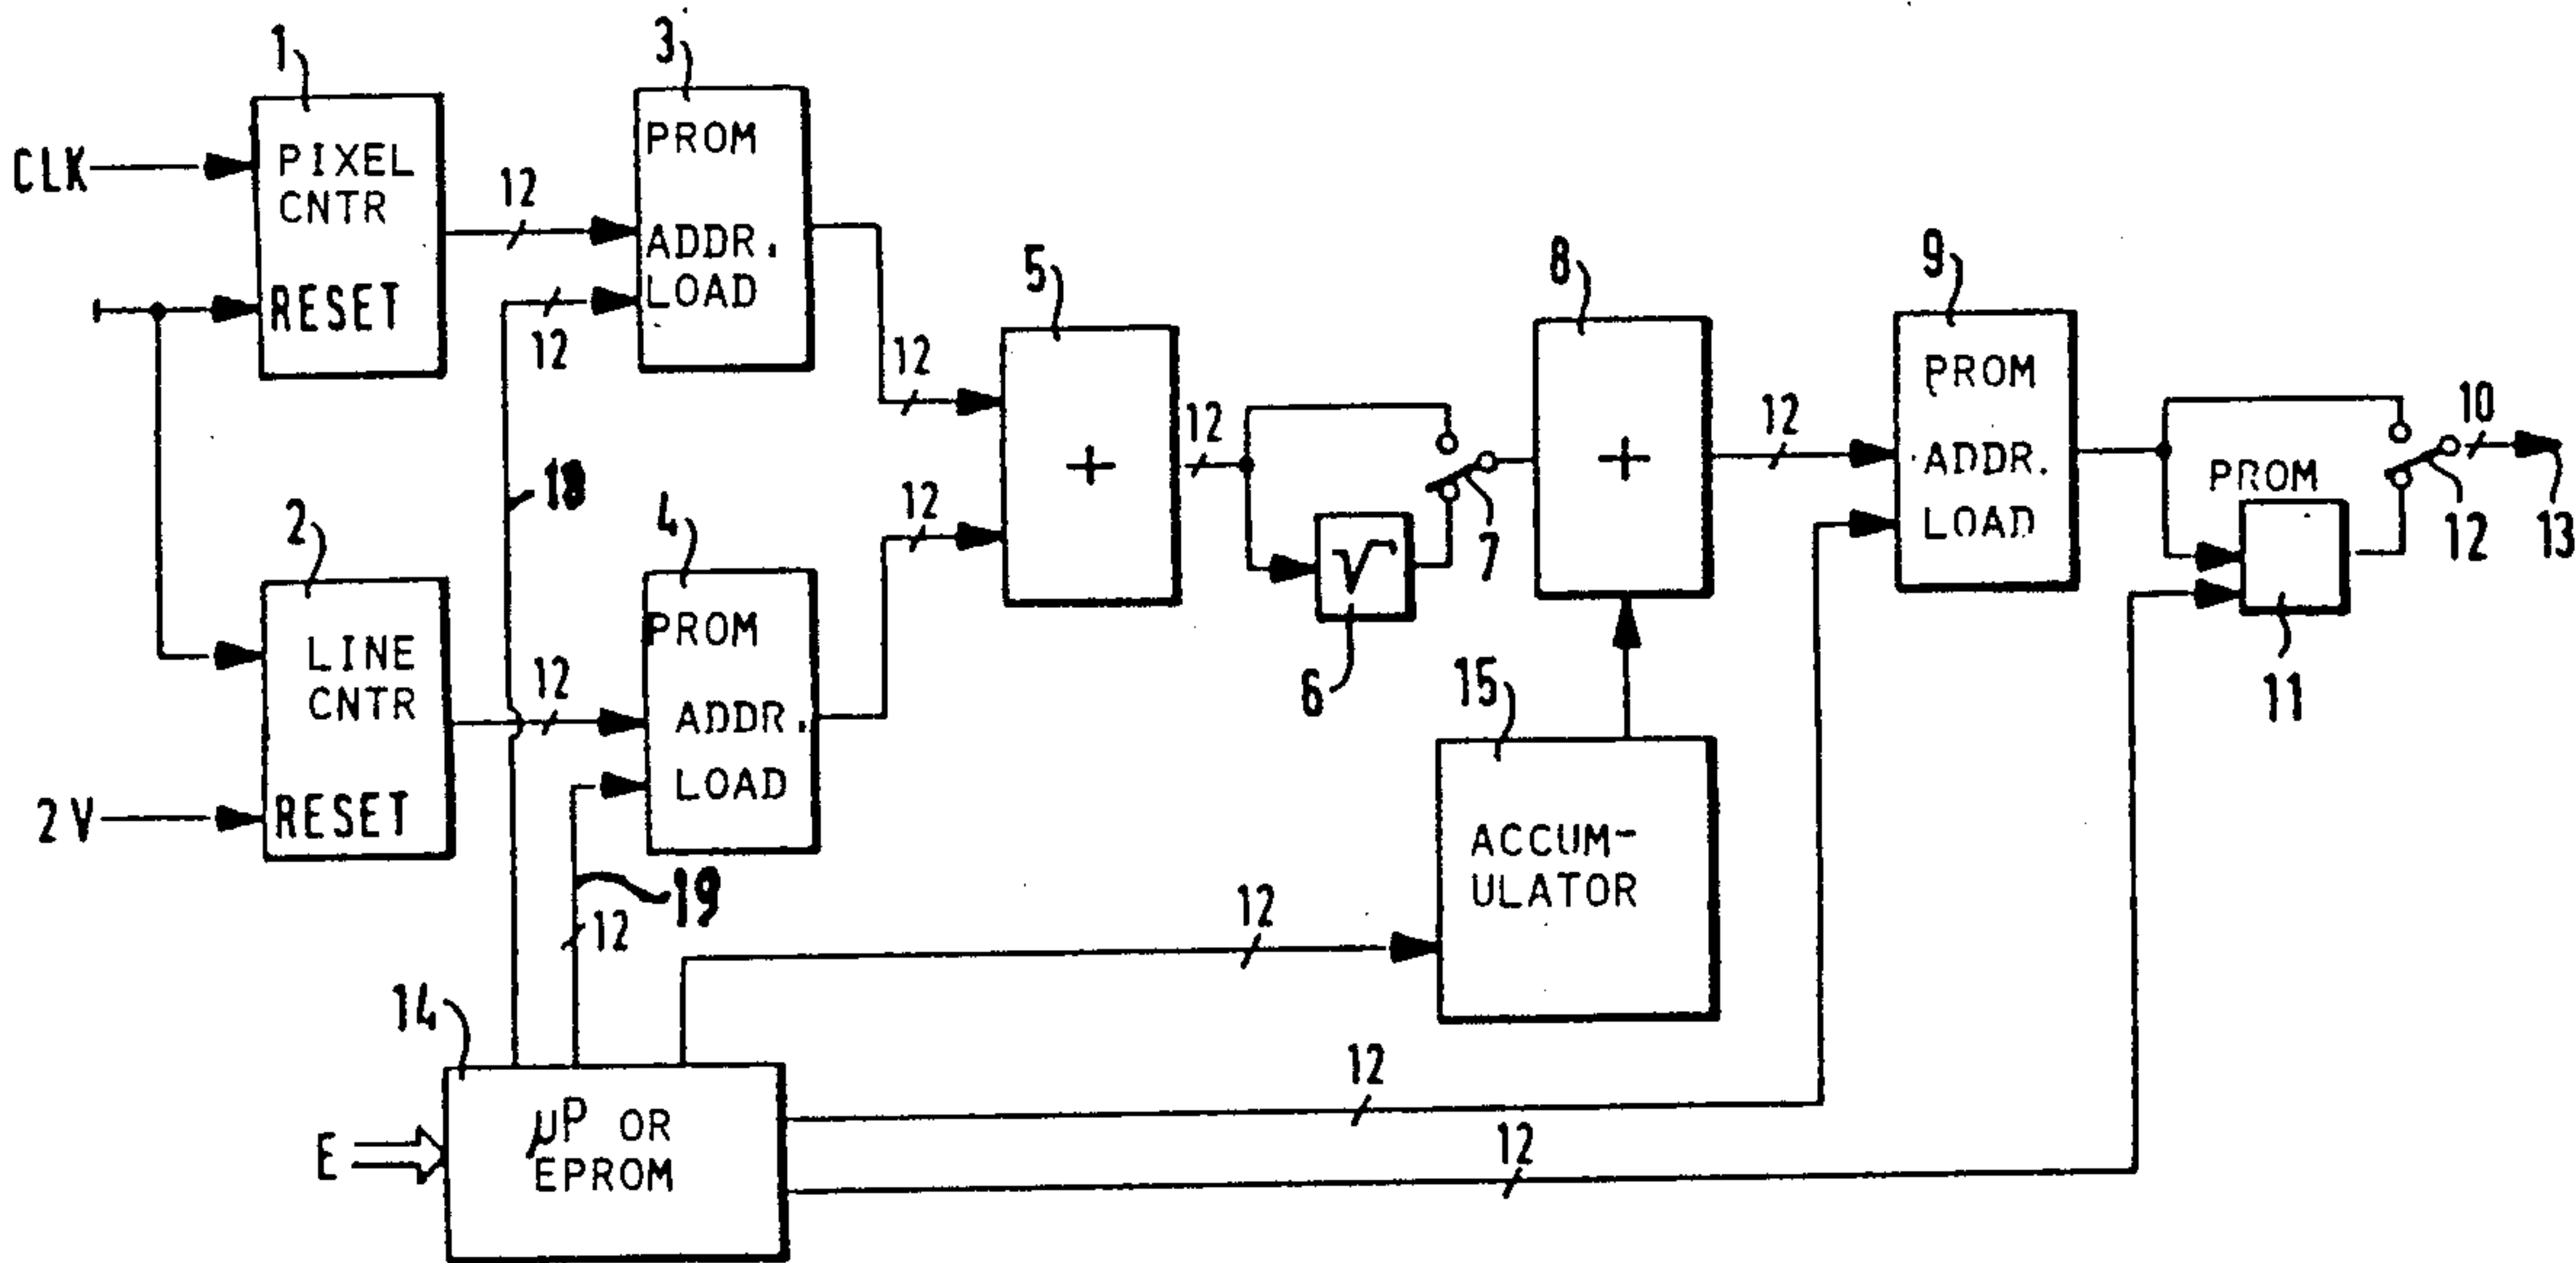 1
3
CLK
PIXEL
CNTR
RESET
12
PROM
ADDR.
LOAD
12
5
+
12
12
12
18
2
LINE
CNTR
RESET
2V
12
4
PROM
ADDR.
LOAD
19
12
√
6
7
8
+
12
9
PROM
ADDR.
LOAD
PROM
11
10
12
13
15
ACCUM-
ULATOR
12
14
E
µP OR
EPROM
12
12